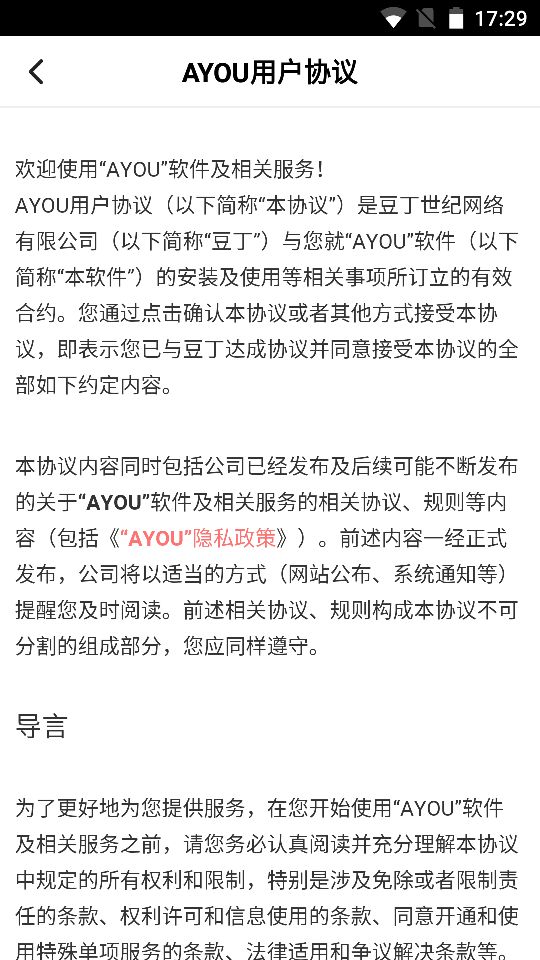 17:29
AYOU用户协议
欢迎使用“AYOU”软件及相关服务！
AYOU用户协议（以下简称“本协议”）是豆丁世纪网络
有限公司（以下简称“豆丁”）与您就“AYOU”软件（以下
简称“本软件”）的安装及使用等相关事项所订立的有效
合约。您通过点击确认本协议或者其他方式接受本协
议，即表示您已与豆丁达成协议并同意接受本协议的全
部如下约定内容。
本协议内容同时包括公司已经发布及后续可能不断发布
的关于“AYOU”软件及相关服务的相关协议、规则等内
容（包括《“AYOU”隐私政策》）。前述内容一经正式
发布，公司将以适当的方式（网站公布、系统通知等）
提醒您及时阅读。前述相关协议、规则构成本协议不可
分割的组成部分，您应同样遵守。
导言
为了更好地为您提供服务，在您开始使用“AYOU”软件
及相关服务之前，请您务必认真阅读并充分理解本协议
中规定的所有权利和限制，特别是涉及免除或者限制责
任的条款、权利许可和信息使用的条款、同意开通和使
用特殊单项服务的条款、法律适用和争议解决条款等。